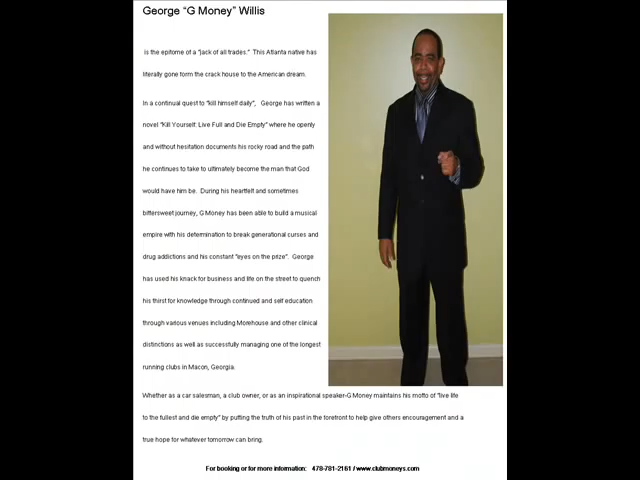 George “G Money” Willis
is the epitome of a “jack of all trades.” This Atlanta native has
literally gone form the crack house to the American dream.
In a continual quest to “kill himself daily”, George has written a
novel “Kill Yourself: Live Full and Die Empty” where he openly
and without hesitation documents his rocky road and the path
he continues to take to ultimately become the man that God
would have him be. During his heartfelt and sometimes
bittersweet journey, G Money has been able to build a musical
empire with his determination to break generational curses and
drug addictions and his constant “eyes on the prize”. George
has used his knack for business and life on the street to quench
his thirst for knowledge through continued and self education
through various venues including Morehouse and other clinical
distinctions as well as successfully managing one of the longest
running clubs in Macon, Georgia.
Whether as a car salesman, a club owner, or as an inspirational speaker-G Money maintains his motto of “live life
to the fullest and die empty” by putting the truth of his past in the forefront to help give others encouragement and a
true hope for whatever tomorrow can bring.
For booking or for more information: 478-781-2161 / www.clubmoneys.com